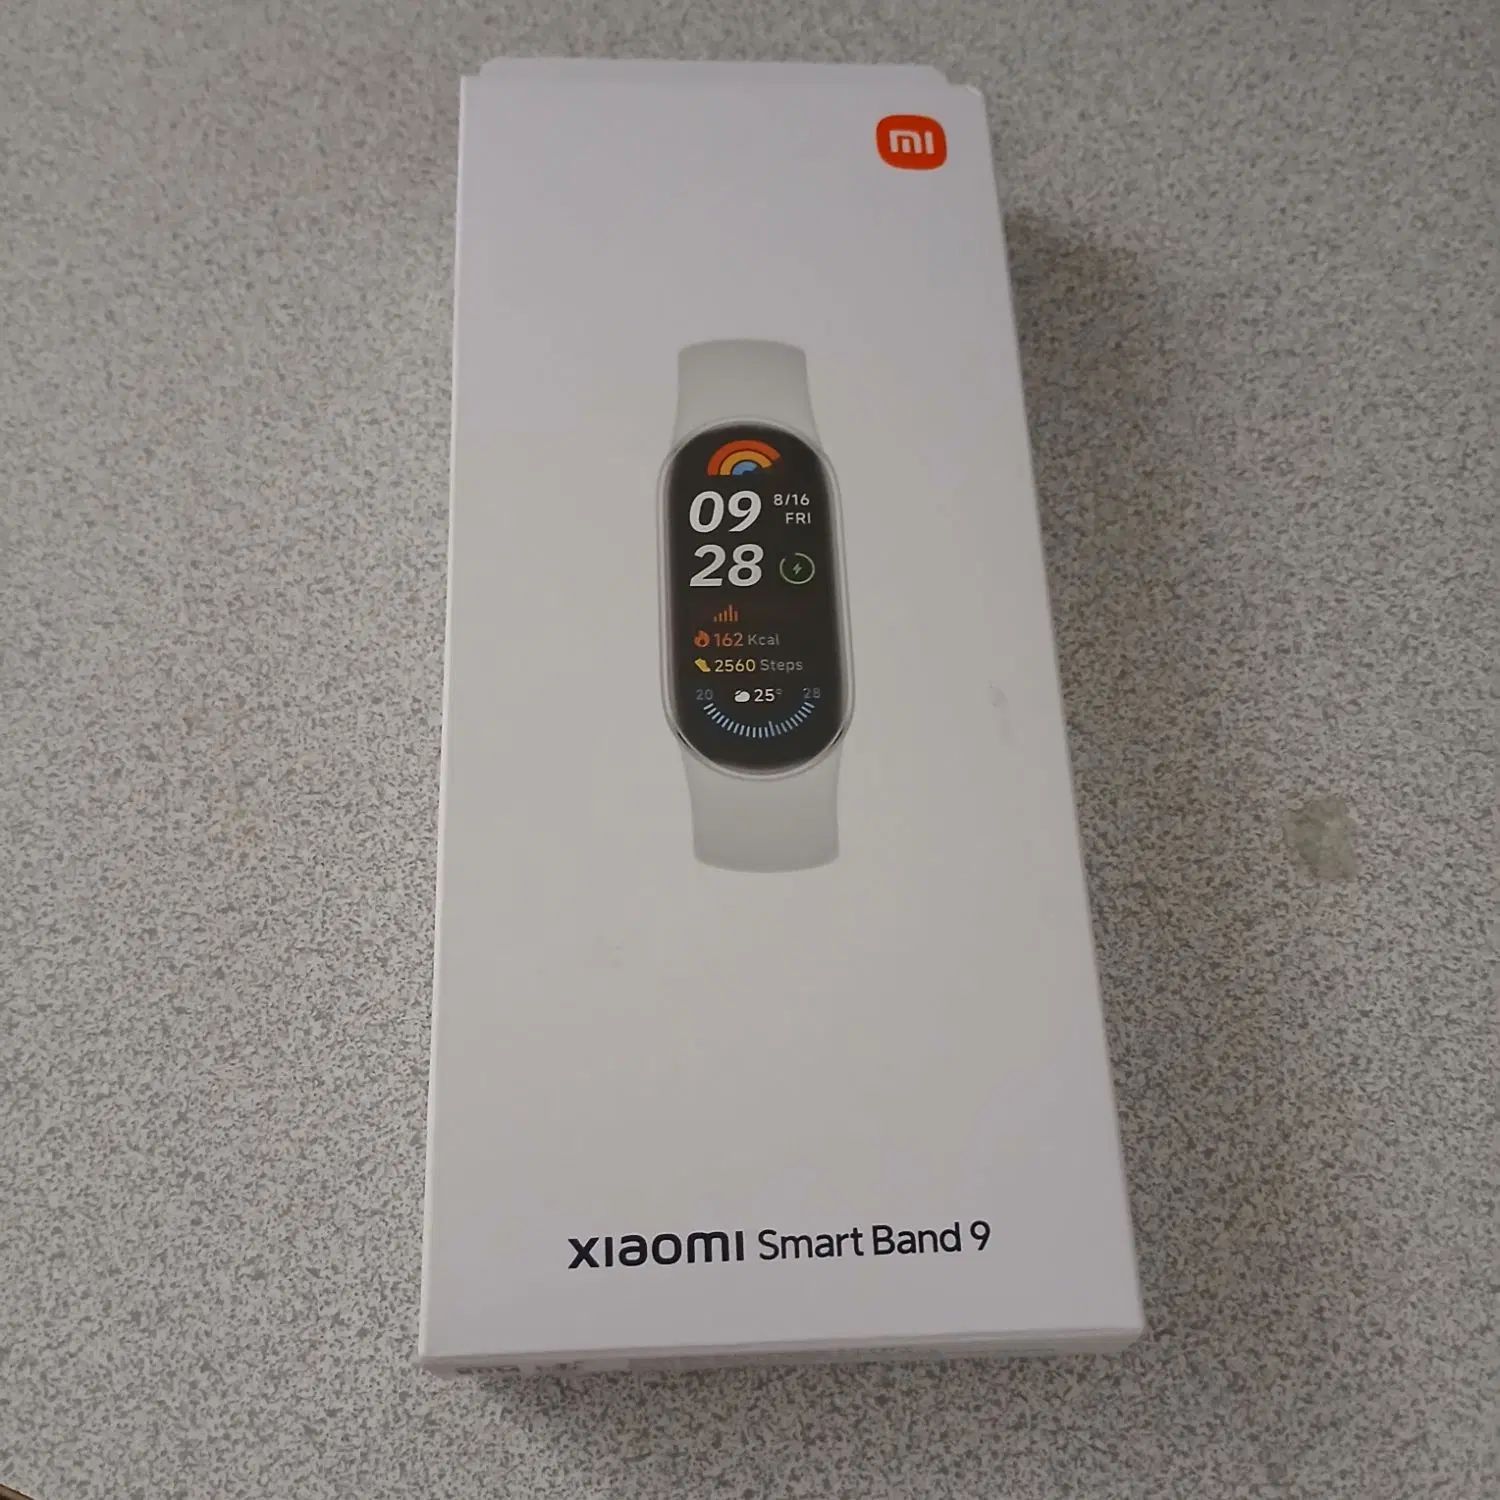 mi
09 8/16
FRI
28
162 Kcal
2560 Steps
20 25° 28
xiaomi Smart Band 9